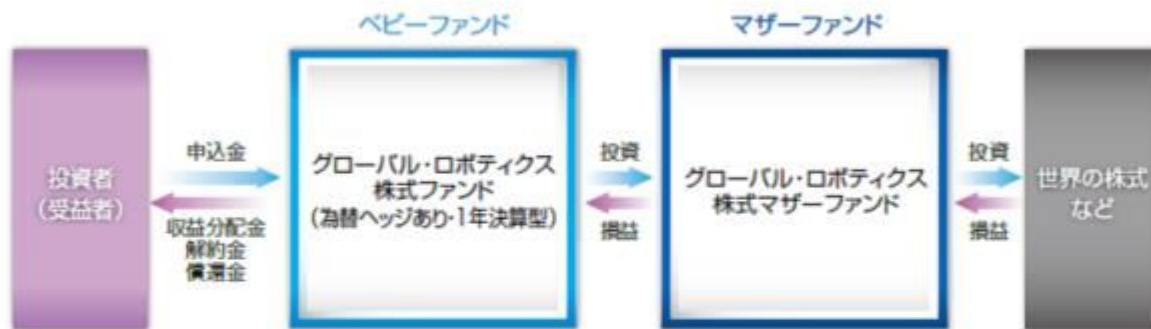 ベビーファンド
マザーファンド
投資者
(受益者)
申込金
収益分配金
解約金
償還金
グローバル・ロボティクス
株式ファンド
(為替ヘッジあり・1年決算型)
投資
損益
グローバル・ロボティクス
株式マザーファンド
投資
損益
世界の株式
など